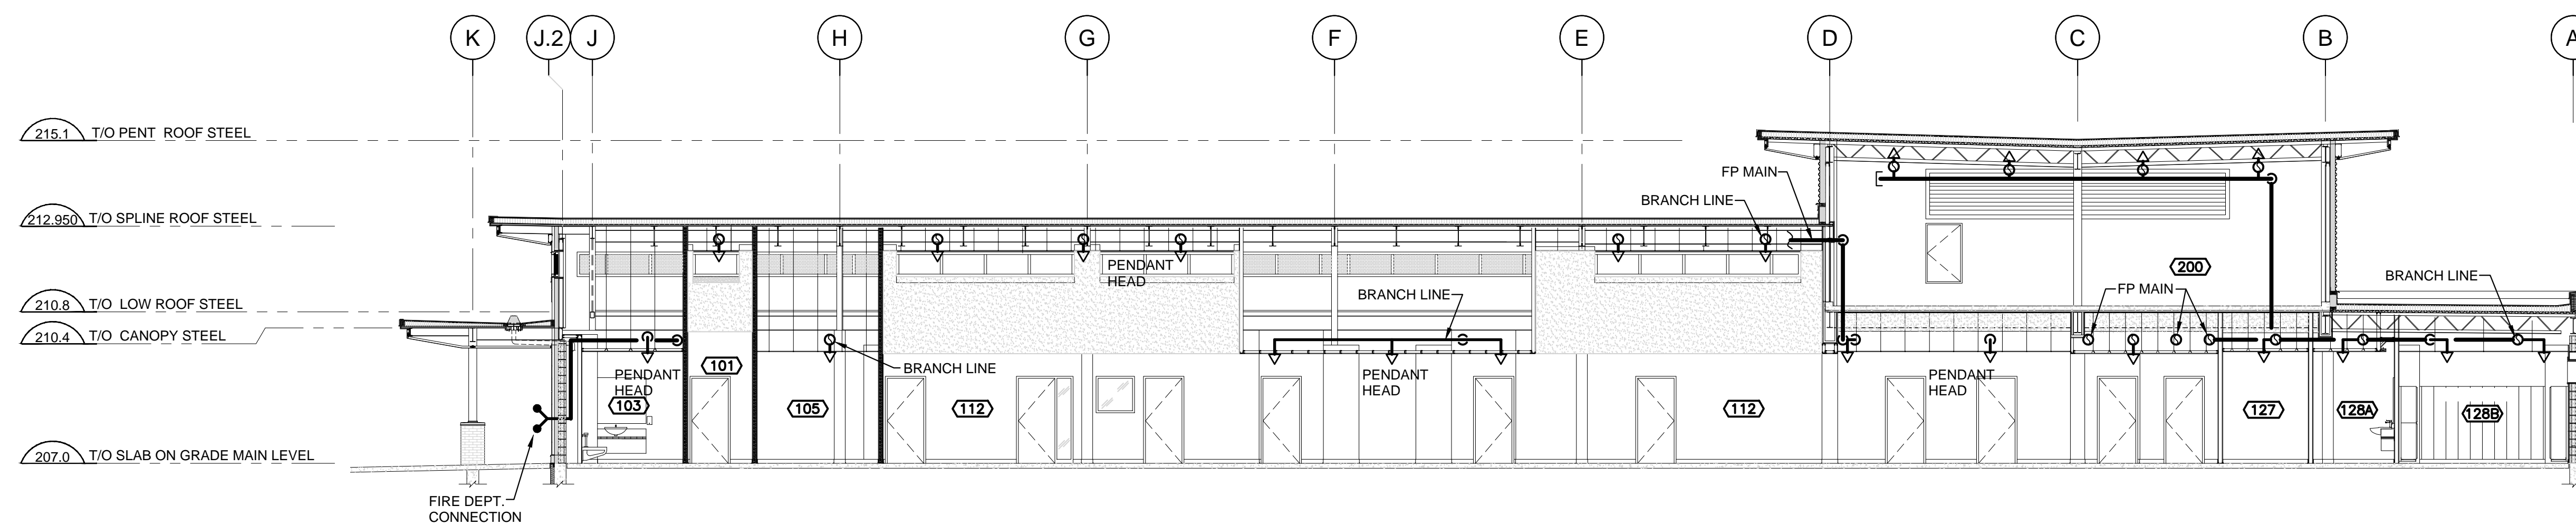 K
J.2
J
H
G
F
E
D
C
B
A
215.1 T/O PENT ROOF STEEL
FP MAIN
BRANCH LINE
212.950 T/O SPLINE ROOF STEEL
PENDANT
HEAD
200
BRANCH LINE
FP MAIN
BRANCH LINE
210.8 T/O LOW ROOF STEEL
210.4 T/O CANOPY STEEL
101
BRANCH LINE
PENDANT
HEAD
PENDANT
HEAD
PENDANT
HEAD
103
105
112
112
127
128A
128B
207.0 T/O SLAB ON GRADE MAIN LEVEL
FIRE DEPT.
CONNECTION